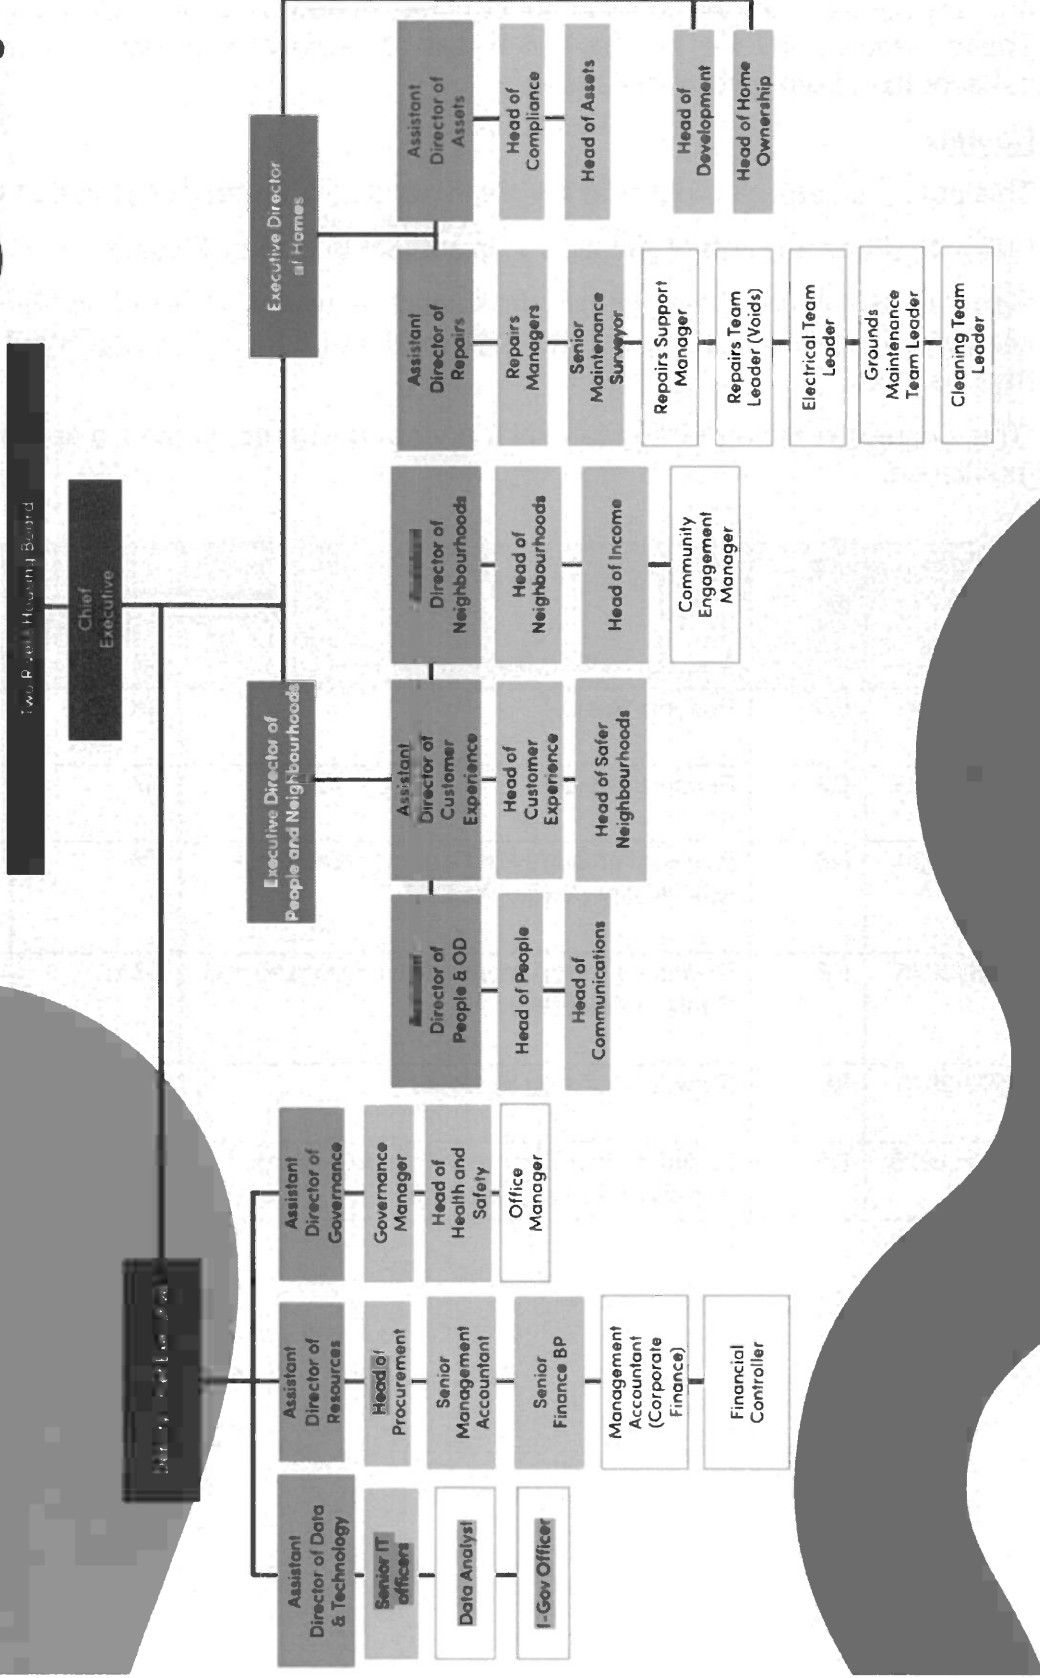 Two Rivers Housing Board
Chief
Executive
Executive Director of
People and Neighbourhoods
Executive Director
of Homes
Assistant
Director of Data
& Technology
Senior IT
officers
Data Analyst
I-Gov Officer
Assistant
Director of
Resources
Head of
Procurement
Senior
Management
Accountant
Senior
Finance BP
Management
Accountant
(Corporate
Finance)
Financial
Controller
Assistant
Director of
Governance
Governance
Manager
Head of
Health and
Safety
Office
Manager
Assistant
Director of
People & OD
Head of People
Head of
Communications
Assistant
Director of
Customer
Experience
Head of
Customer
Experience
Head of Safer
Neighbourhoods
Assistant
Director of
Neighbourhoods
Head of
Neighbourhoods
Head of Income
Community
Engagement
Manager
Assistant
Director of
Repairs
Repairs
Managers
Senior
Maintenance
Surveyor
Repairs Support
Manager
Repairs Team
Leader (Voids)
Electrical Team
Leader
Grounds
Maintenance
Team Leader
Cleaning Team
Leader
Assistant
Director of
Assets
Head of
Compliance
Head of Assets
Head of
Development
Head of Home
Ownership